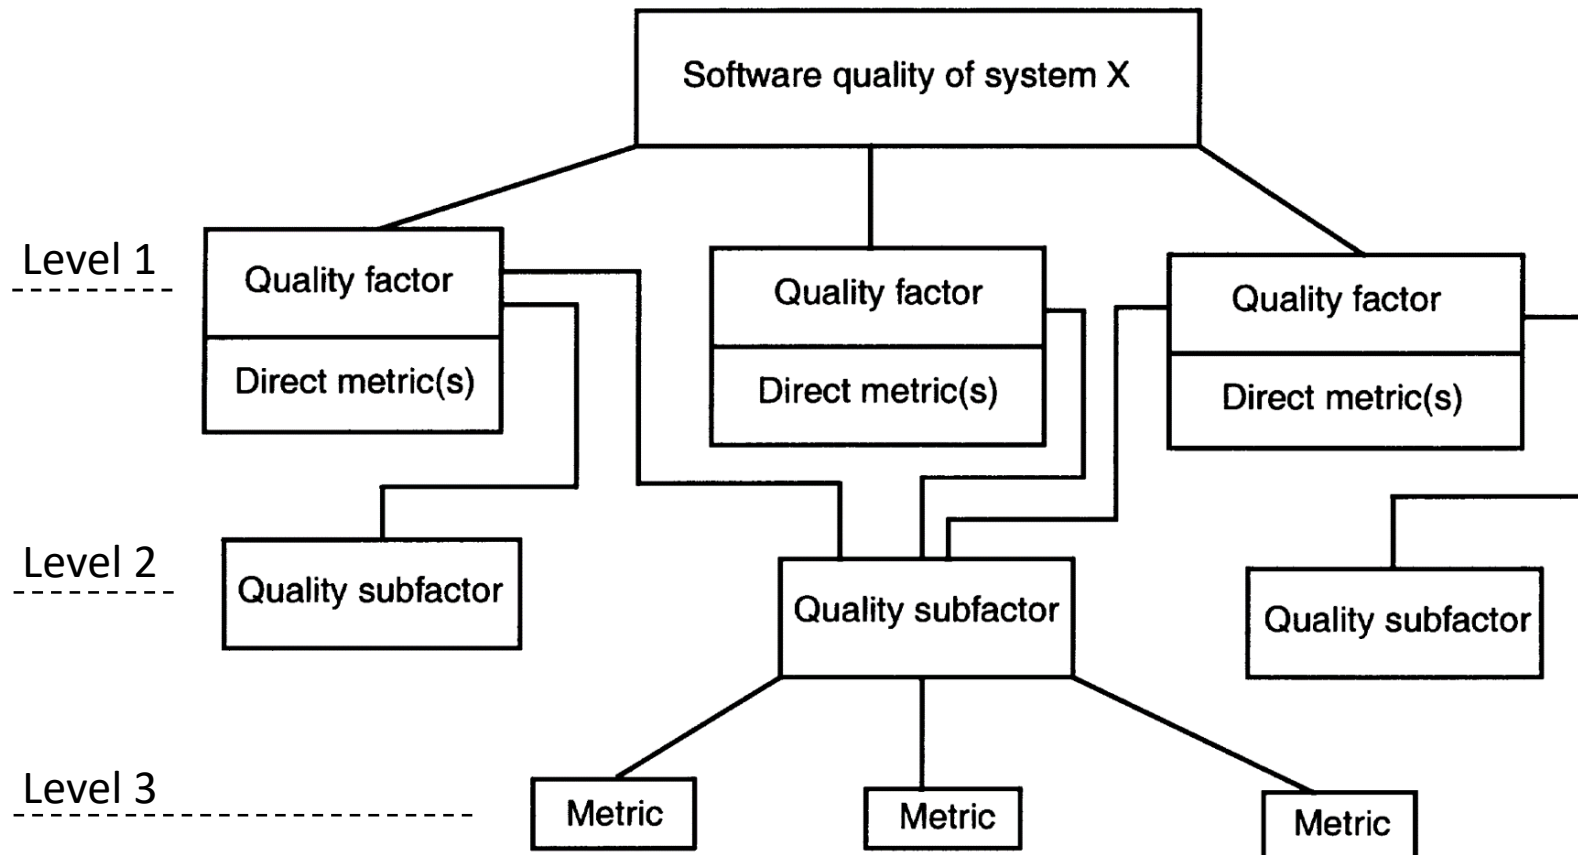 Software quality of system X
Level 1
Quality factor
Direct metric(s)
Quality factor
Direct metric(s)
Quality factor
Direct metric(s)
Level 2
Quality subfactor
Quality subfactor
Quality subfactor
Level 3
Metric
Metric
Metric